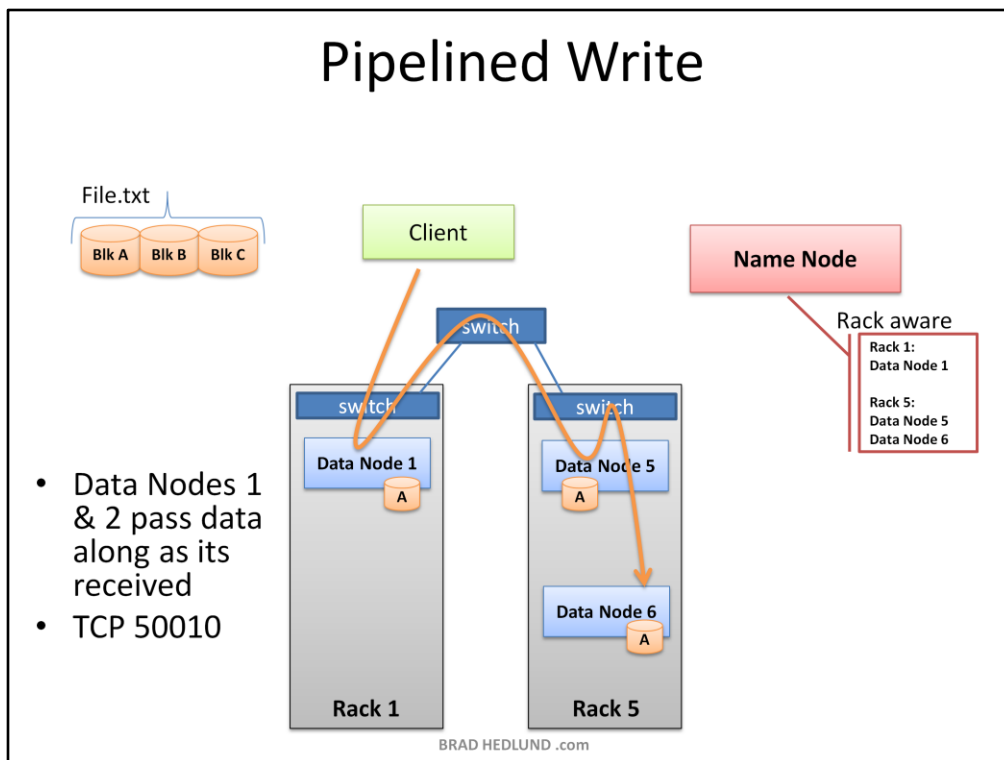 Pipelined Write
File.txt
Blk A Blk B Blk C
Client
Name Node
switch
Rack aware
Rack 1:
Data Node 1
Rack 5:
Data Node 5
Data Node 6
switch
switch
Data Node 1
A
Data Node 5
A
Data Node 6
A
• Data Nodes 1
& 2 pass data
along as its
received
• TCP 50010
Rack 1
Rack 5
BRAD HEDLUND .com